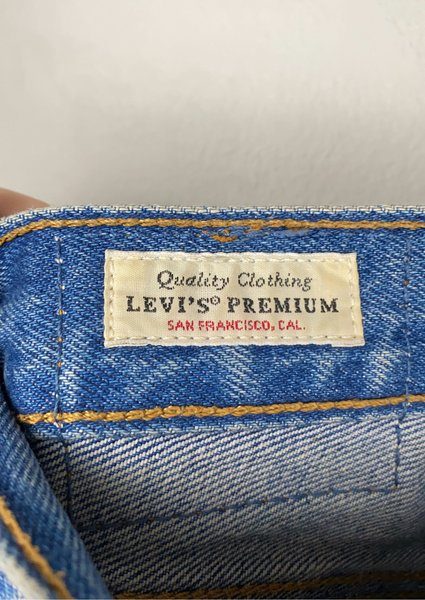 Quality Clothing
LEVI'S® PREMIUM
SAN FRANCISCO, CAL.